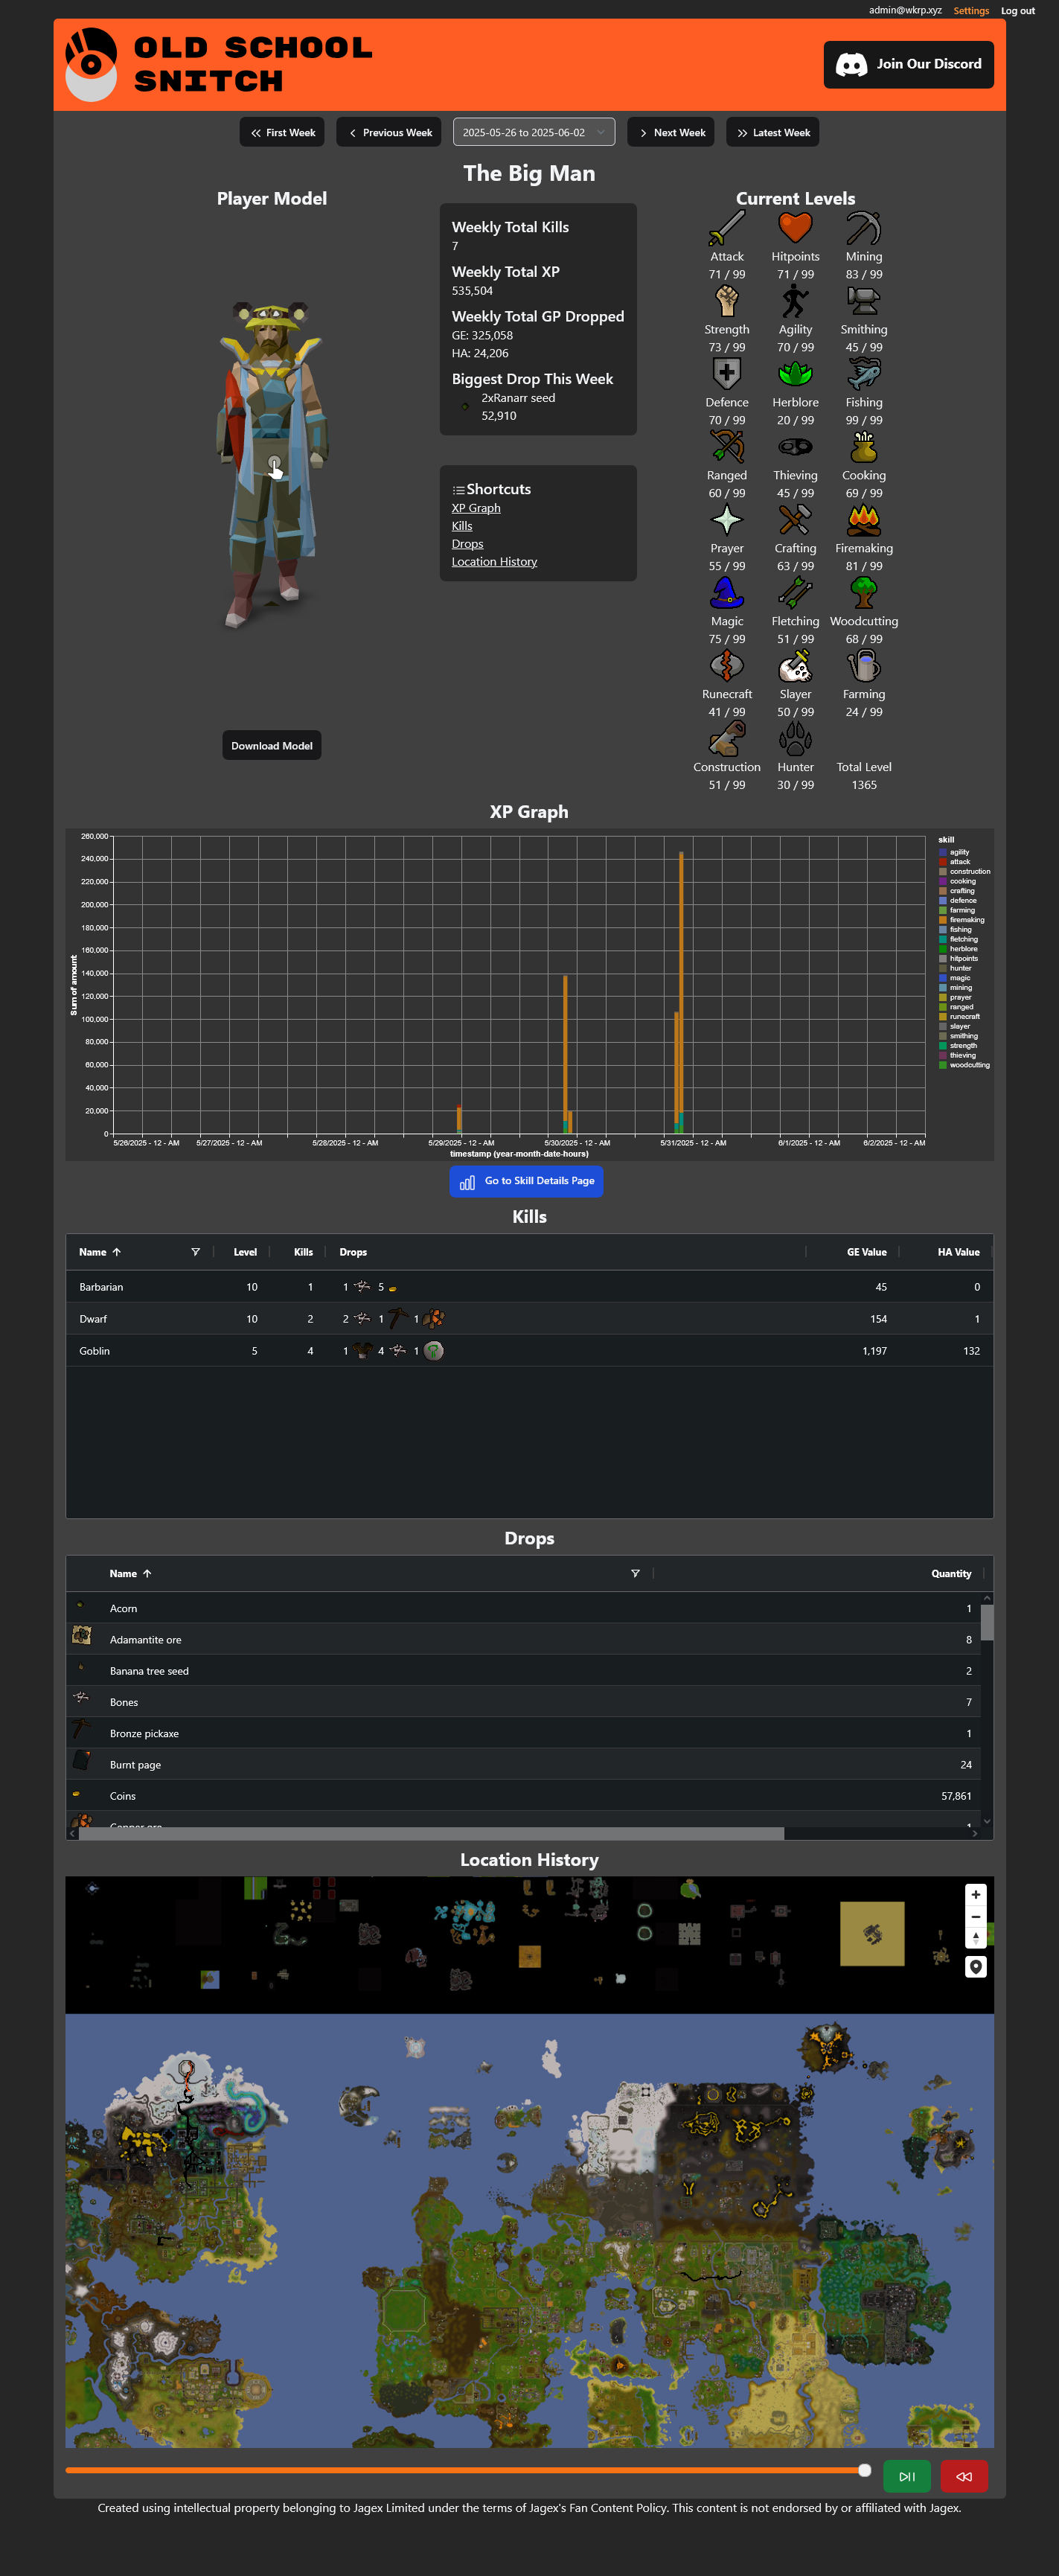 admin@wkrp.xyz Settings Log out
OLD SCHOOL
SNITCH
Join Our Discord
First Week Previous Week 2025-05-26 to 2025-06-02 Next Week Latest Week
The Big Man
Player Model
Download Model
Weekly Total Kills
7
Weekly Total XP
535,504
Weekly Total GP Dropped
GE: 325,058
HA: 24,206
Biggest Drop This Week
2xRanarr seed
52,910
Shortcuts
XP Graph
Kills
Drops
Location History
Current Levels
Attack Hitpoints Mining
71 / 99 71 / 99 83 / 99
Strength Agility Smithing
73 / 99 70 / 99 45 / 99
Defence Herblore Fishing
70 / 99 20 / 99 99 / 99
Ranged Thieving Cooking
60 / 99 45 / 99 69 / 99
Prayer Crafting Firemaking
55 / 99 63 / 99 81 / 99
Magic Fletching Woodcutting
75 / 99 51 / 99 68 / 99
Runecraft Slayer Farming
41 / 99 50 / 99 24 / 99
Construction Hunter Total Level
51 / 99 30 / 99 1365
XP Graph
Sum of amount
260,000
240,000
220,000
200,000
180,000
160,000
140,000
120,000
100,000
80,000
60,000
40,000
20,000
0
5/26/2025 - 12 - AM 5/27/2025 - 12 - AM 5/28/2025 - 12 - AM 5/29/2025 - 12 - AM 5/30/2025 - 12 - AM 5/31/2025 - 12 - AM 6/1/2025 - 12 - AM 6/2/2025 - 12 - AM
timestamp (year-month-date-hours)
skill
agility
attack
construction
cooking
crafting
defence
farming
firemaking
fishing
fletching
herblore
hitpoints
hunter
magic
mining
prayer
ranged
runecraft
slayer
smithing
strength
thieving
woodcutting
Go to Skill Details Page
Kills
Name Level Kills Drops GE Value HA Value
Barbarian 10 1 1 5 45 0
Dwarf 10 2 2 1 1 154 1
Goblin 5 4 1 4 1 1,197 132
Drops
Name Quantity
Acorn 1
Adamantite ore 8
Banana tree seed 2
Bones 7
Bronze pickaxe 1
Burnt page 24
Coins 57,861
Copper ore 1
Location History
Created using intellectual property belonging to Jagex Limited under the terms of Jagex's Fan Content Policy. This content is not endorsed by or affiliated with Jagex.